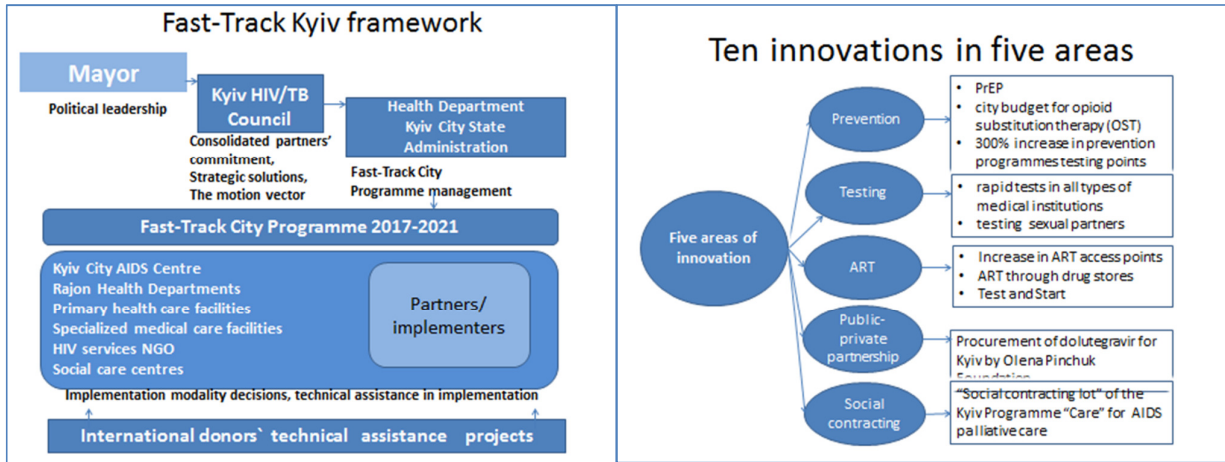 Fast-Track Kyiv framework
Mayor
Political leadership
Kyiv HIV/TB
Council
Consolidated partners'
commitment,
Strategic solutions,
The motion vector
Health Department
Kyiv City State
Administration
Fast-Track City
Programme management
Fast-Track City Programme 2017-2021
Kyiv City AIDS Centre
Rajon Health Departments
Primary health care facilities
Specialized medical care facilities
HIV services NGO
Social care centres
Partners/
implementers
Implementation modality decisions, technical assistance in implementation
International donors` technical assistance projects
Ten innovations in five areas
Five areas of
innovation
Prevention
• PrEP
• city budget for opioid
substitution therapy (OST)
• 300% increase in prevention
programmes testing points
Testing
• rapid tests in all types of
medical institutions
• testing sexual partners
ART
• Increase in ART access points
• ART through drug stores
• Test and Start
Public-
private
partnership
Procurement of dolutegravir for
Kyiv by Olena Pinchuk
Foundation
Social
contracting
"Social contracting lot" of the
Kyiv Programme "Care" for AIDS
palliative care